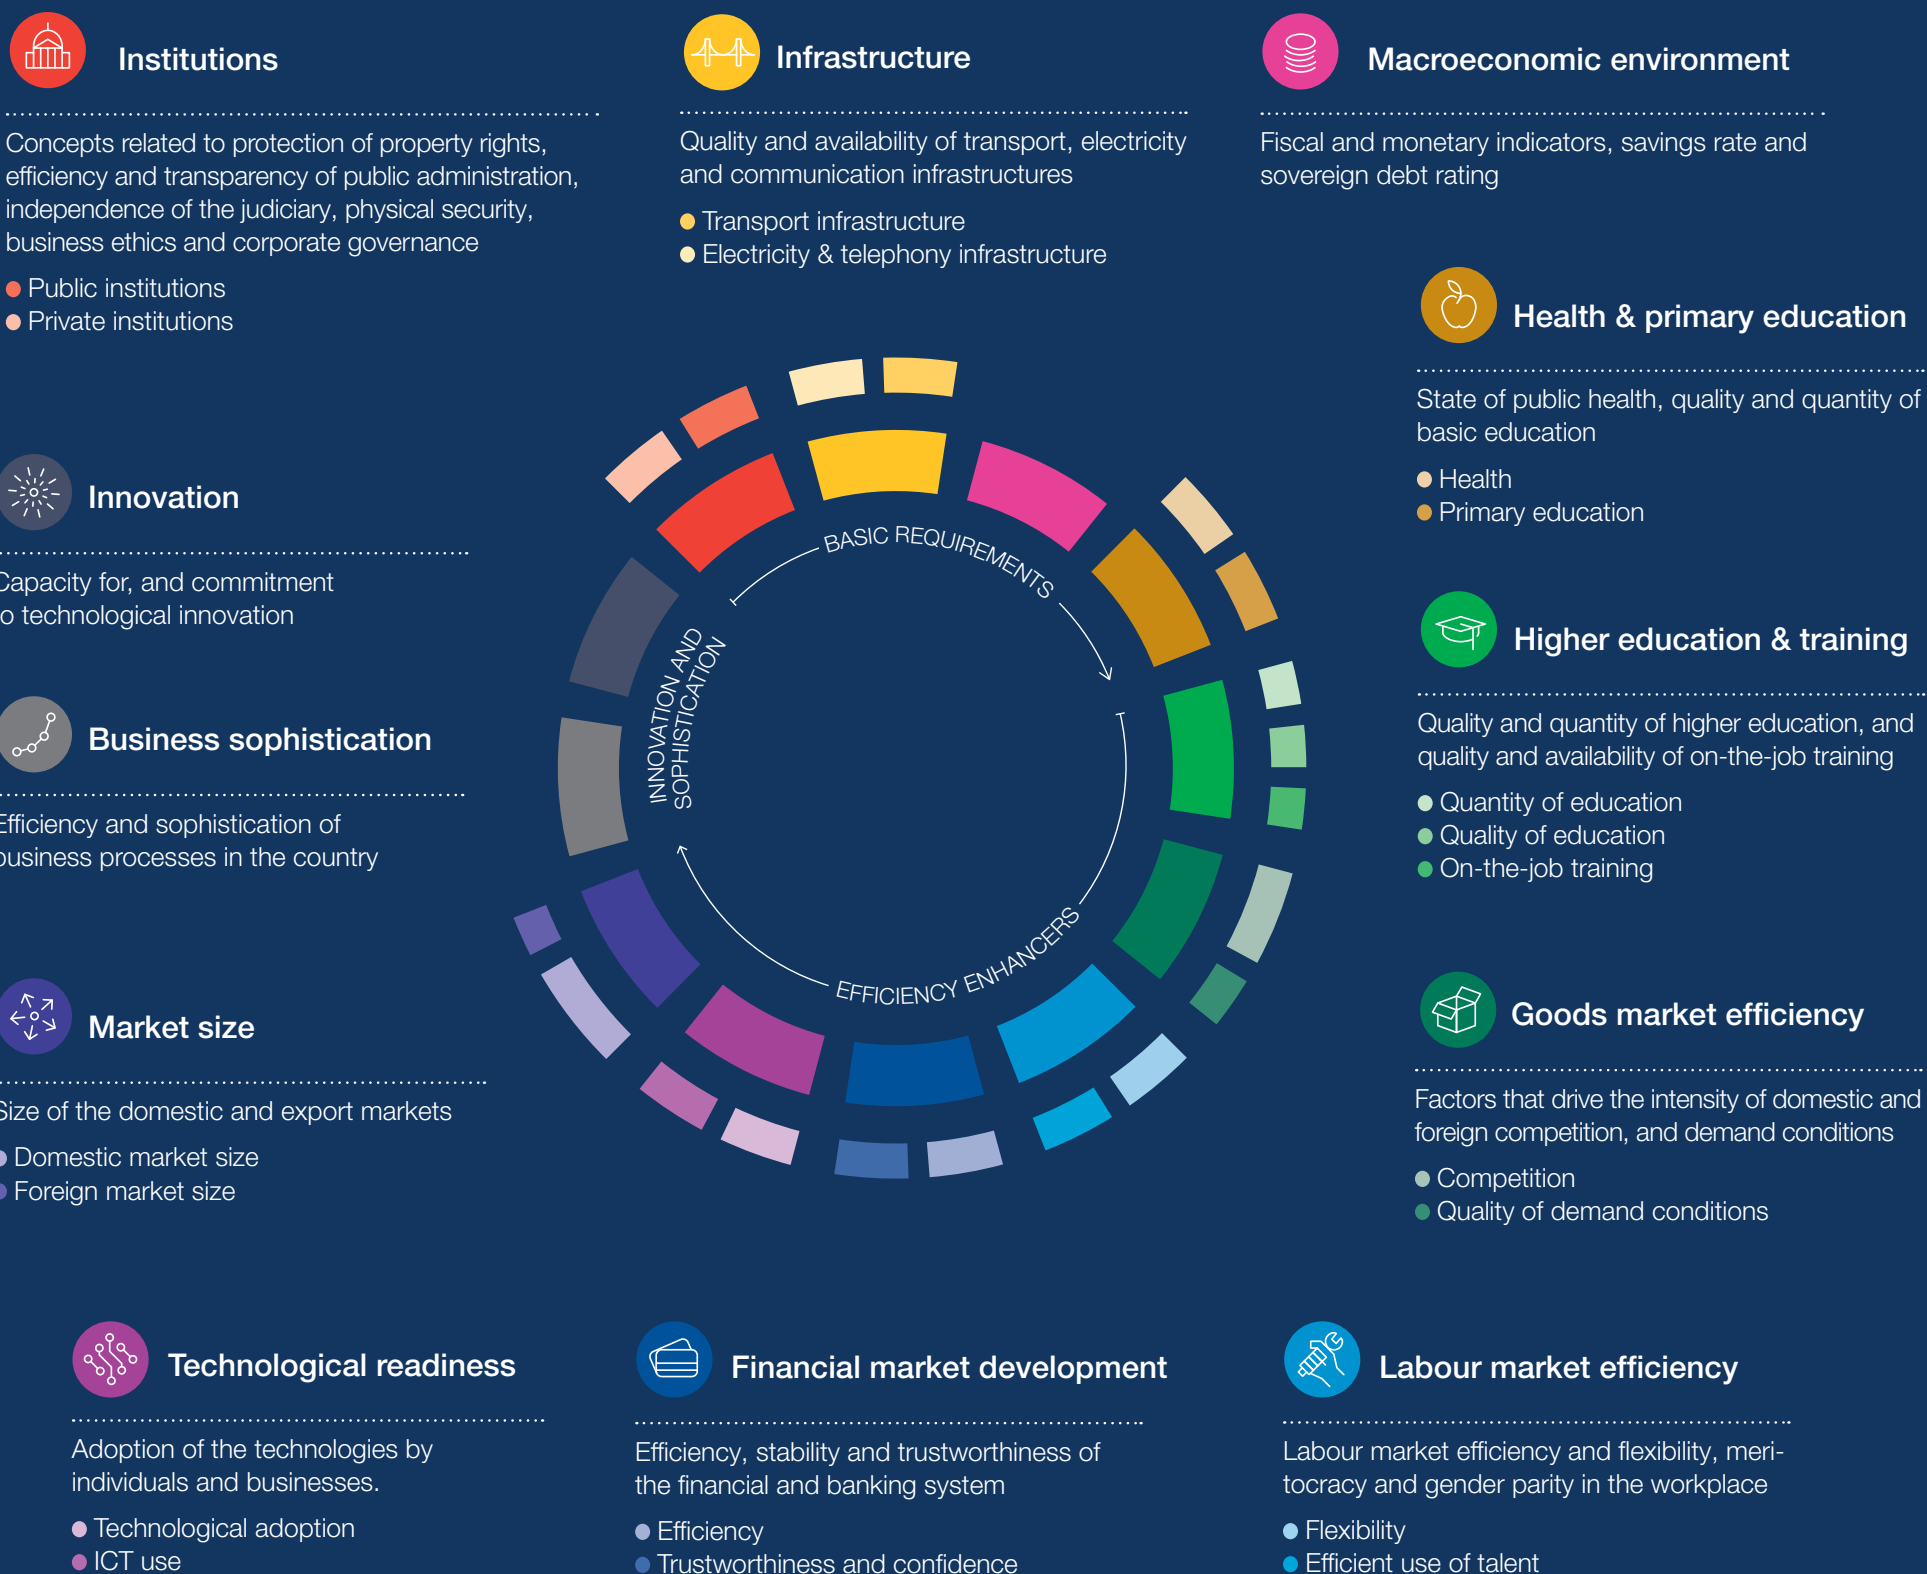 Institutions
Concepts related to protection of property rights,
efficiency and transparency of public administration,
independence of the judiciary, physical security,
business ethics and corporate governance
Public institutions
Private institutions
Infrastructure
Quality and availability of transport, electricity
and communication infrastructures
Transport infrastructure
Electricity & telephony infrastructure
Macroeconomic environment
Fiscal and monetary indicators, savings rate and
sovereign debt rating
Health & primary education
State of public health, quality and quantity of
basic education
Health
Primary education
Innovation
Capacity for, and commitment
to technological innovation
Higher education & training
Quality and quantity of higher education, and
quality and availability of on-the-job training
Quantity of education
Quality of education
On-the-job training
BASIC REQUIREMENTS
INNOVATION AND
SOPHISTICATION
EFFICIENCY ENHANCERS
Business sophistication
Efficiency and sophistication of
business processes in the country
Goods market efficiency
Factors that drive the intensity of domestic and
foreign competition, and demand conditions
Competition
Quality of demand conditions
Market size
Size of the domestic and export markets
Domestic market size
Foreign market size
Technological readiness
Adoption of the technologies by
individuals and businesses.
Technological adoption
ICT use
Financial market development
Efficiency, stability and trustworthiness of
the financial and banking system
Efficiency
Trustworthiness and confidence
Labour market efficiency
Labour market efficiency and flexibility, meri-
tocracy and gender parity in the workplace
Flexibility
Efficient use of talent